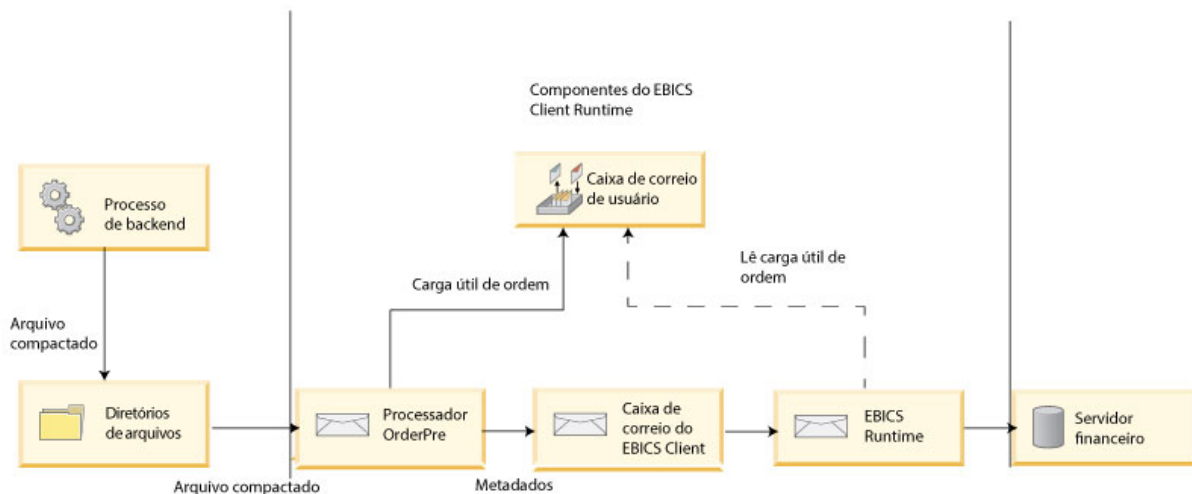 Componentes do EBICS
Client Runtime
Caixa de correio
de usuário
Processo
de backend
Carga útil de ordem
Lê carga útil de
ordem
Arquivo
compactado
Diretórios
de arquivos
Processador
OrderPre
Caixa de
correio do
EBICS Client
EBICS
Runtime
Servidor
financeiro
Arquivo compactado
Metadados